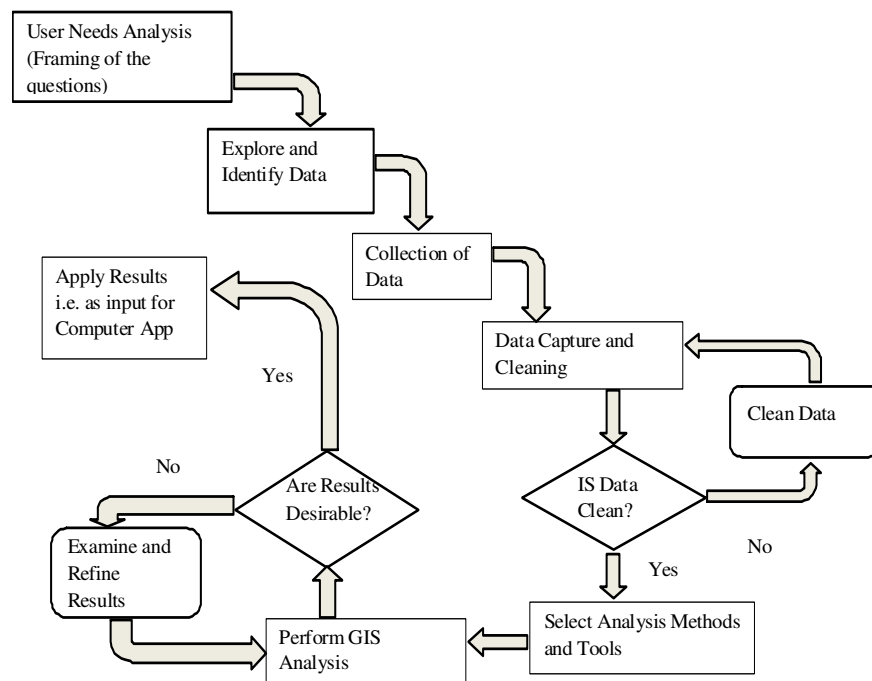 User Needs Analysis
(Framing of the
questions)
Explore and
Identify Data
Collection of
Data
Apply Results
i.e. as input for
Computer App
Data Capture and
Cleaning
Yes
Clean Data
No
Are Results
Desirable?
IS Data
Clean?
No
Examine and
Refine
Results
Yes
Perform GIS
Analysis
Select Analysis Methods
and Tools